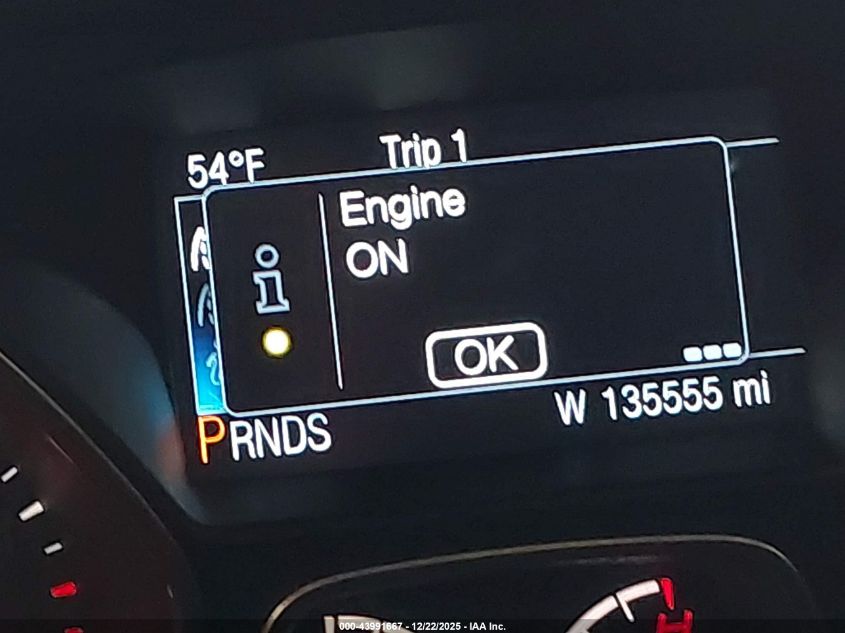 54°F Trip 1
Engine
ON
OK
W 135555 mi
PRNDS
H
000-43991667 - 12/22/2025 - IAA Inc.